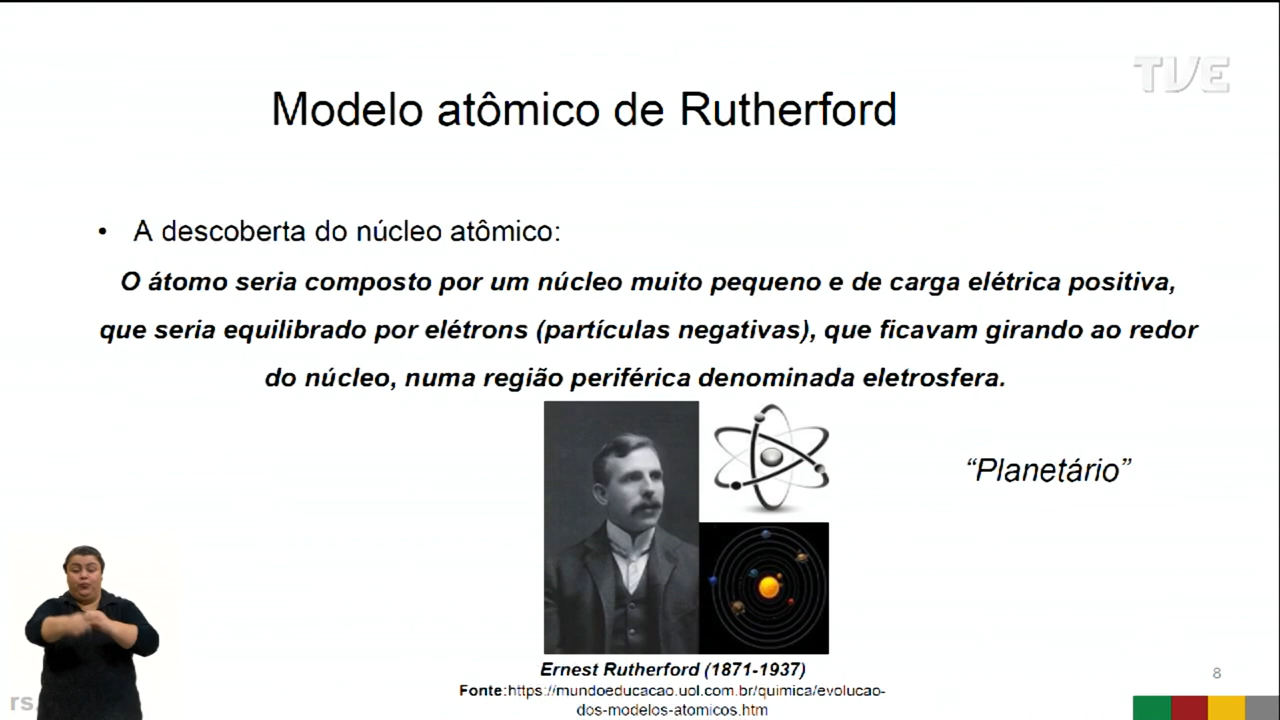 TVE
Modelo atômico de Rutherford
• A descoberta do núcleo atômico:
O átomo seria composto por um núcleo muito pequeno e de carga elétrica positiva,
que seria equilibrado por elétrons (partículas negativas), que ficavam girando ao redor
do núcleo, numa região periférica denominada eletrosfera.
“Planetário”
Ernest Rutherford (1871-1937)
Fonte:https://mundoeducacao.uol.com.br/quimica/evolucao-
dos-modelos-atomicos.htm
8
rs.